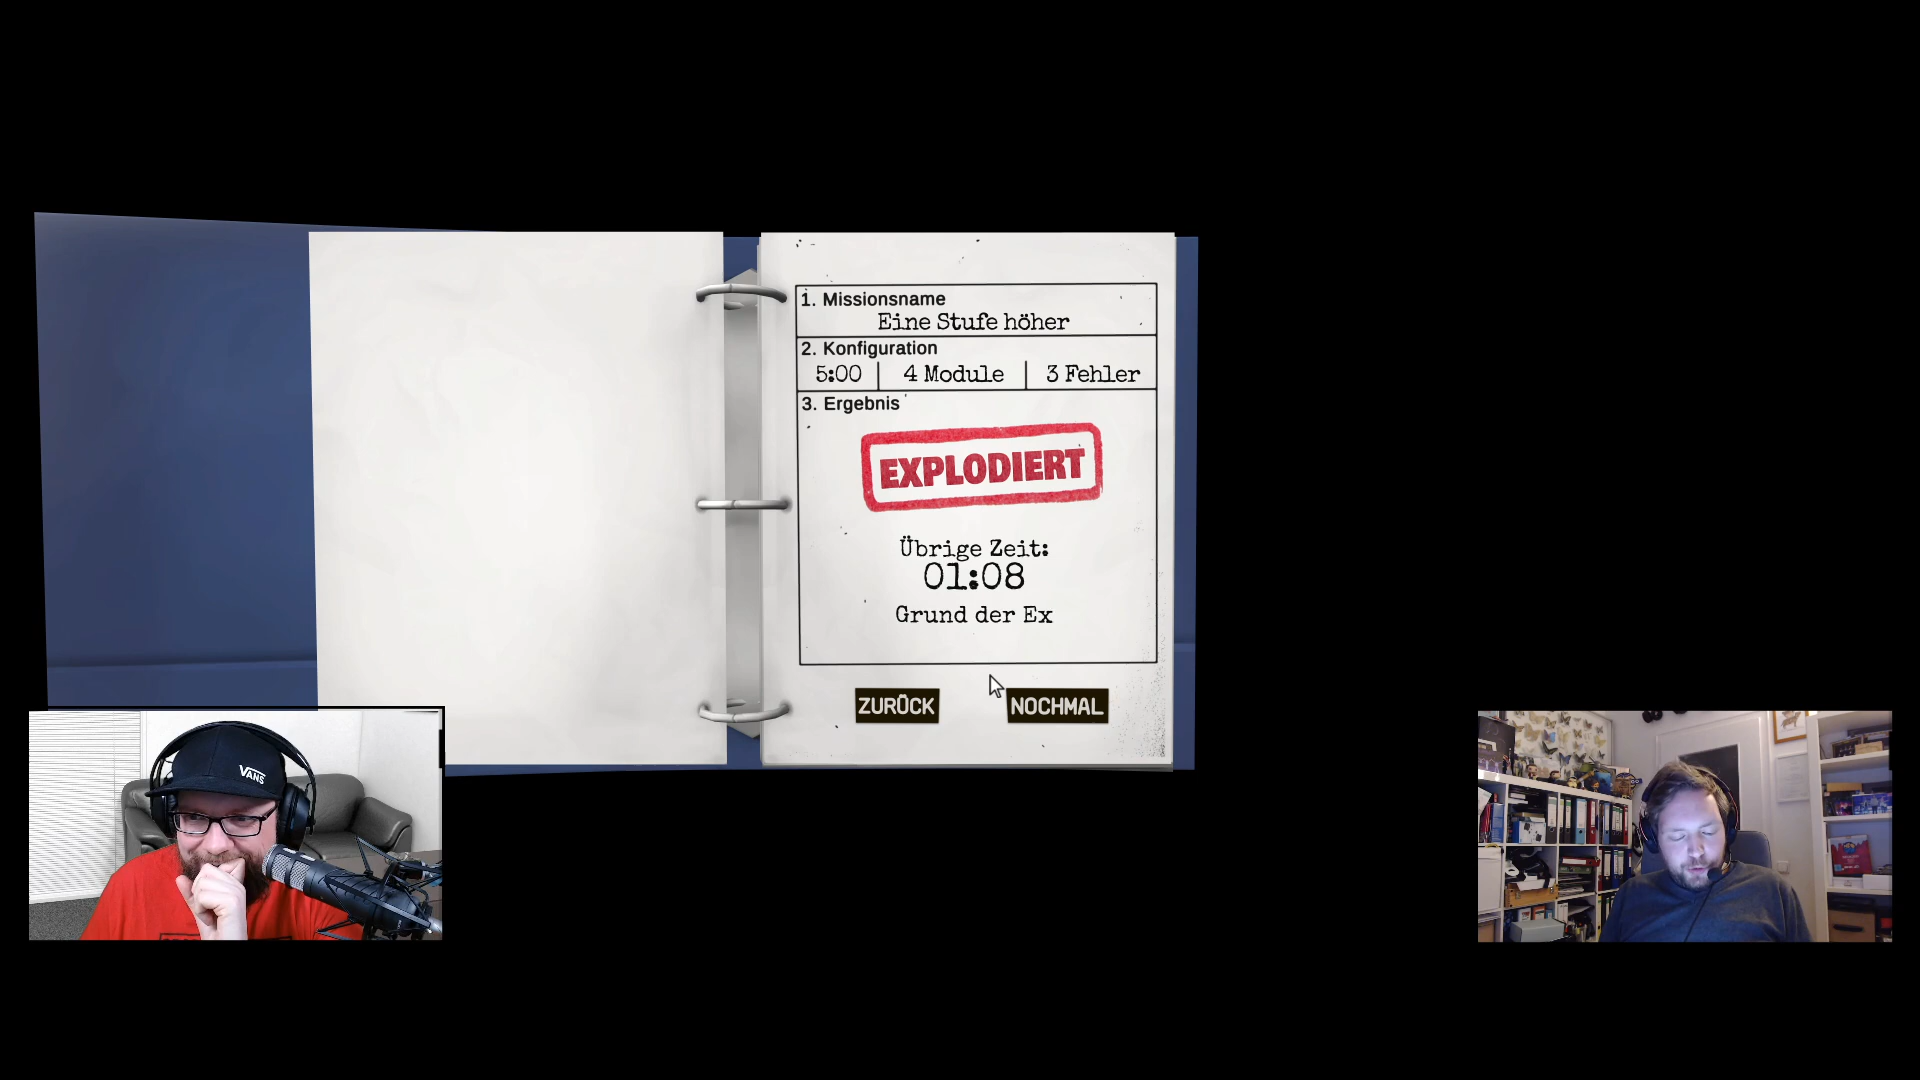 1. Missionsname
Eine Stufe höher
2. Konfiguration
5:00 4 Module 3 Fehler
3. Ergebnis
EXPLODIERT
Übrige Zeit:
01:08
Grund der Ex
ZURÜCK NOCHMAL
VANS